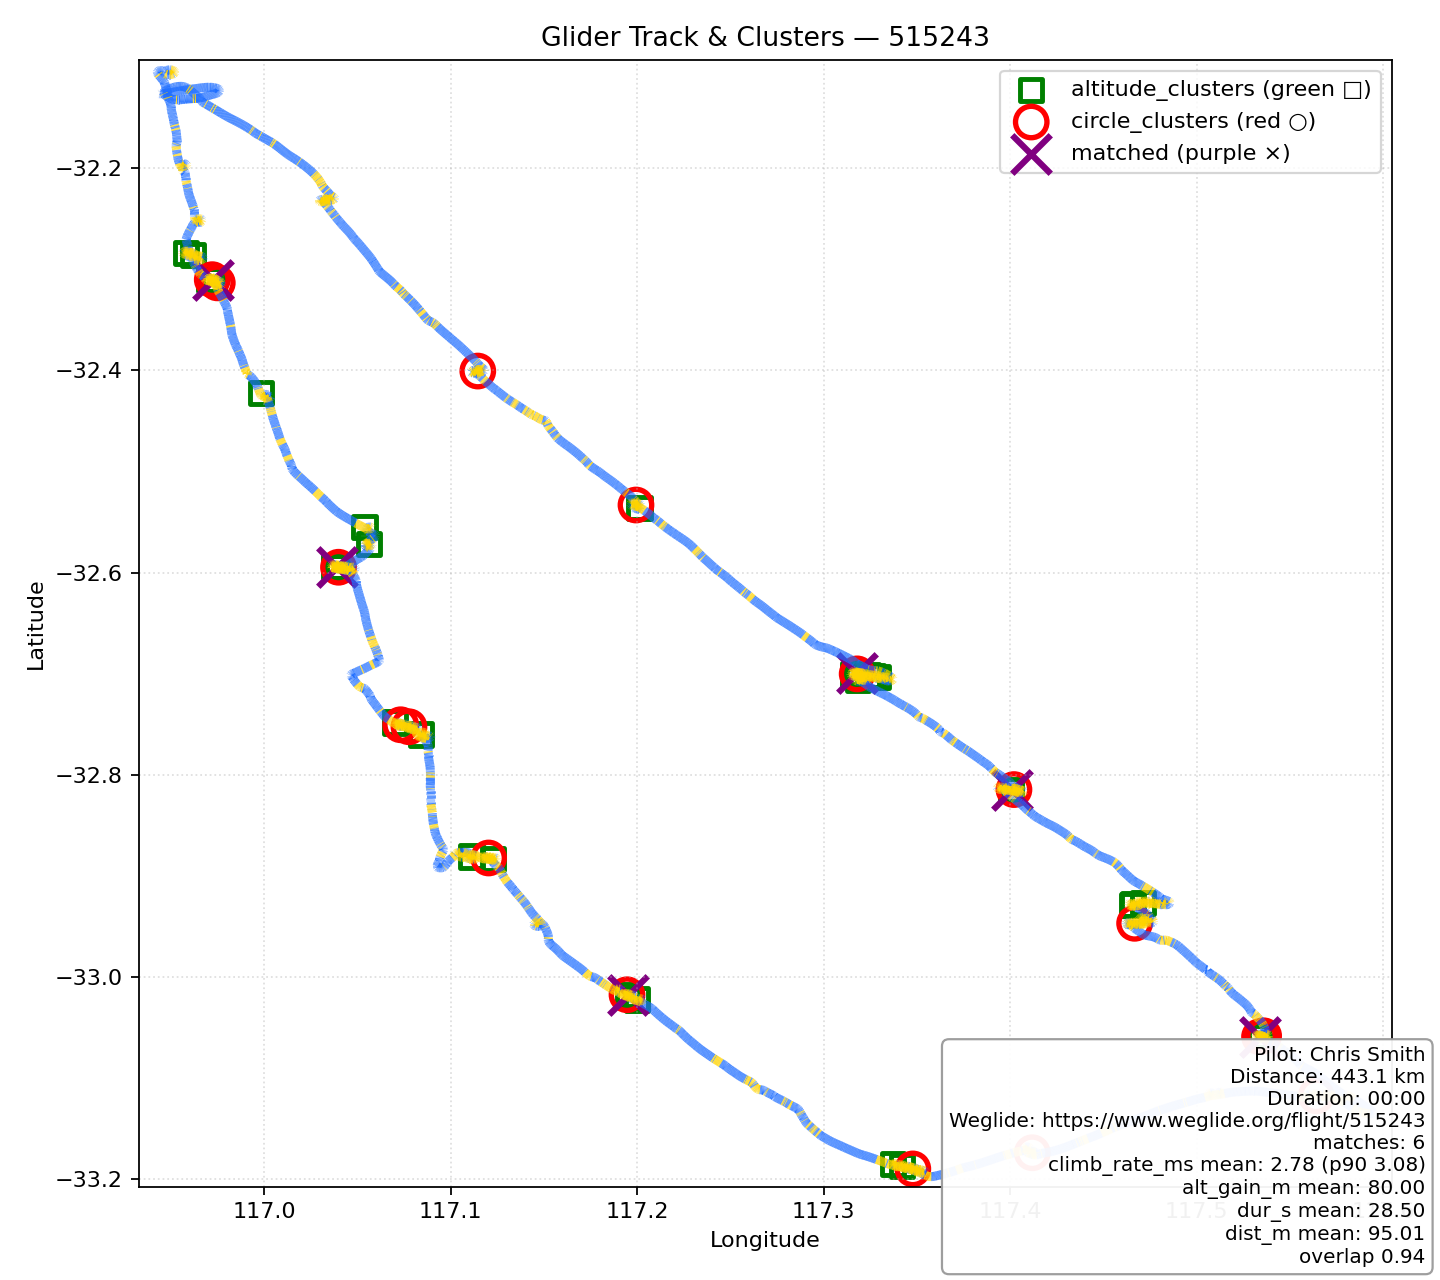 Glider Track & Clusters — 515243
altitude_clusters (green □)
circle_clusters (red ○)
matched (purple ×)
Latitude
−32.2
−32.4
−32.6
−32.8
−33.0
−33.2
117.0
117.1
117.2
117.3
117.4
117.5
Longitude
Pilot: Chris Smith
Distance: 443.1 km
Duration: 00:00
Weglide: https://www.weglide.org/flight/515243
matches: 6
climb_rate_ms mean: 2.78 (p90 3.08)
alt_gain_m mean: 80.00
dur_s mean: 28.50
dist_m mean: 95.01
overlap 0.94